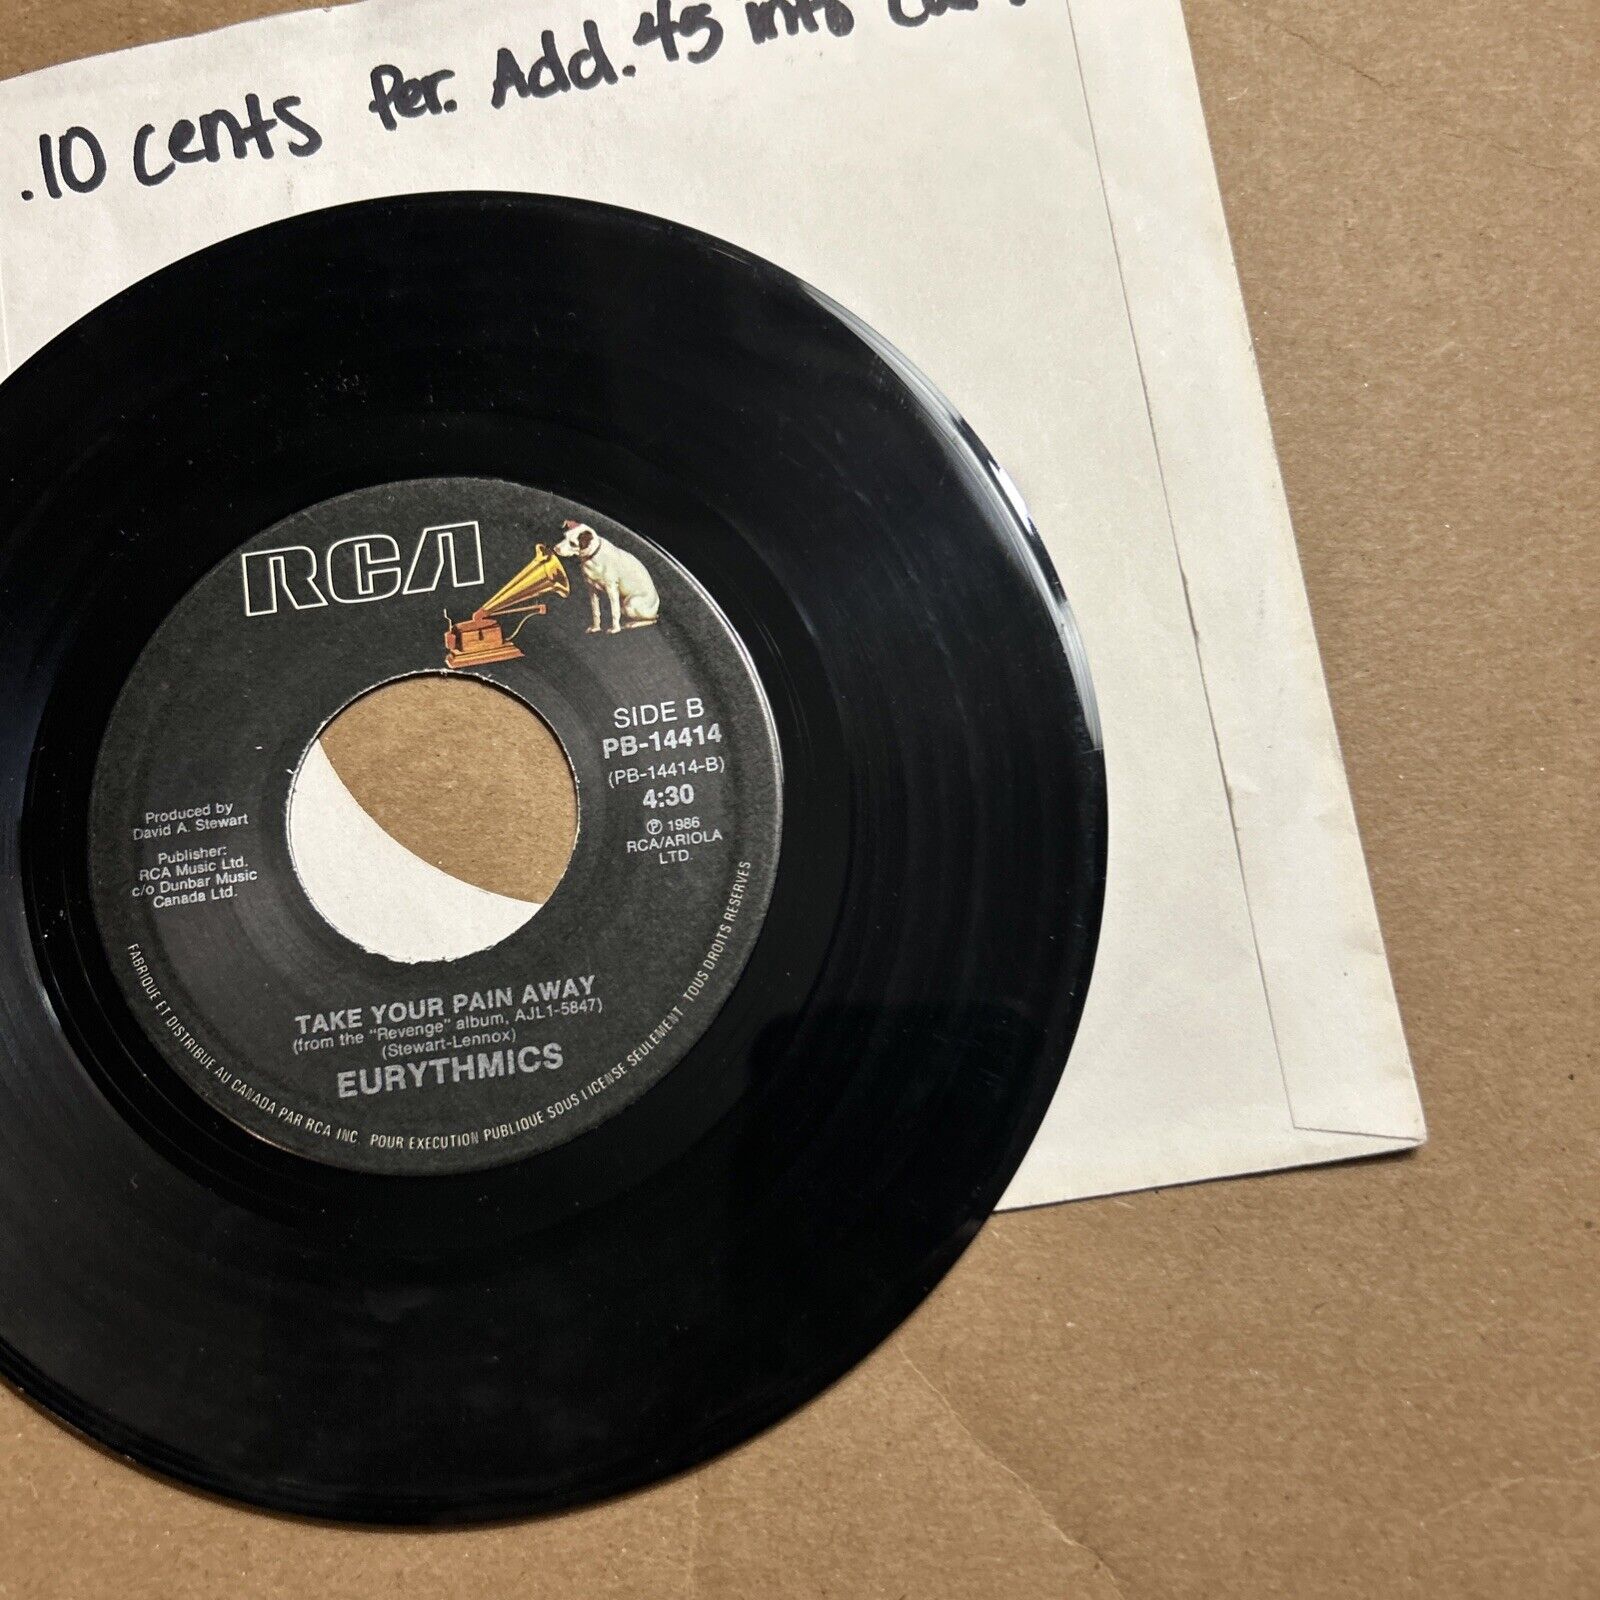 .10 cents Per. Add. 45 into
RCA
SIDE B
PB-14414
(PB-14414-B)
4:30
℗ 1986
RCA/ARIOLA
LTD.
Produced by
David A. Stewart
Publisher:
RCA Music Ltd.
c/o Dunbar Music
Canada Ltd.
TAKE YOUR PAIN AWAY
(from the "Revenge" album, AJL1-5847)
(Stewart-Lennox)
EURYTHMICS
FABRIQUE ET DISTRIBUE AU CANADA PAR RCA INC. POUR EXECUTION PUBLIQUE SOUS LICENSE SEULEMENT. TOUS DROITS RESERVES